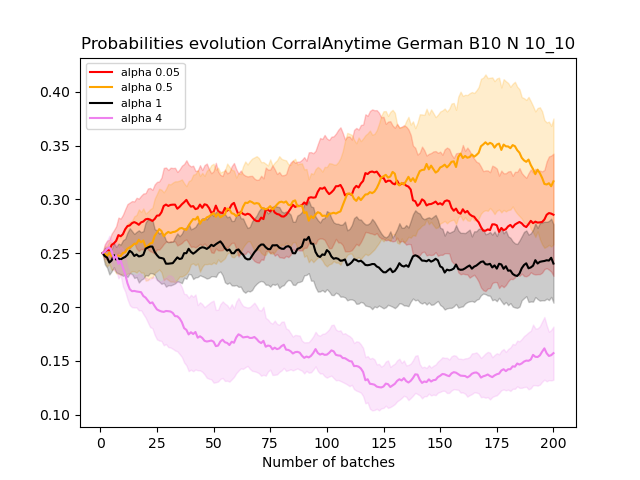 Probabilities evolution CorralAnytime German B10 N 10_10
alpha 0.05
alpha 0.5
alpha 1
alpha 4
0.40
0.35
0.30
0.25
0.20
0.15
0.10
0 25 50 75 100 125 150 175 200
Number of batches